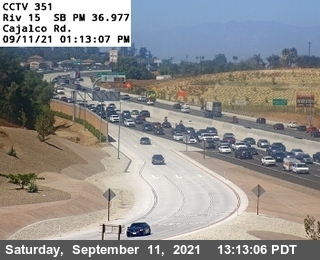 CCTV 351
Riv 15 SB PM 36.977
Cajalco Rd.
09/11/21 01:13:07 PM
Saturday, September 11, 2021 13:13:06 PDT